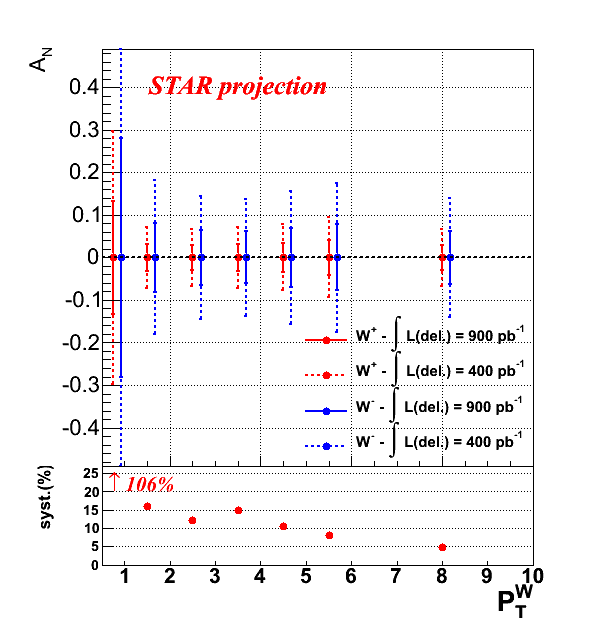 A_N
STAR projection
0.4
0.3
0.2
0.1
0
-0.1
-0.2
-0.3
-0.4
W⁺ - ∫ L(del.) = 900 pb⁻¹
W⁺ - ∫ L(del.) = 400 pb⁻¹
W⁻ - ∫ L(del.) = 900 pb⁻¹
W⁻ - ∫ L(del.) = 400 pb⁻¹
syst.(%)
25
20
15
10
5
0
↑ 106%
1 2 3 4 5 6 7 8 9 10
P_T^W